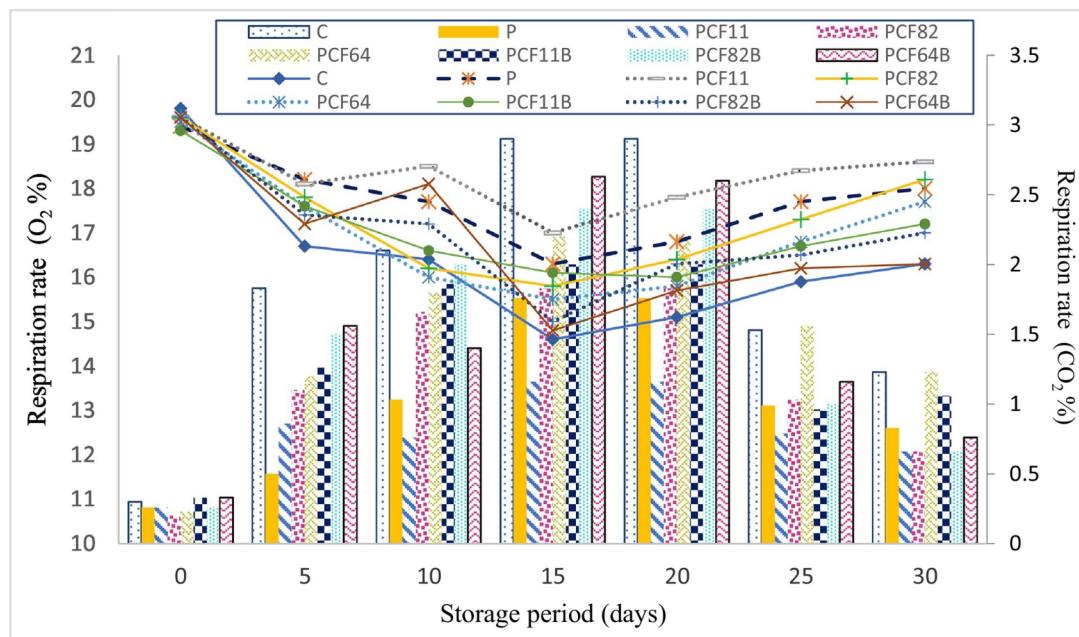 C P PCF11 PCF82
PCF64 PCF11B PCF82B PCF64B
C P PCF11 PCF82
PCF64 PCF11B PCF82B PCF64B
21
20
19
18
17
16
15
14
13
12
11
10
Respiration rate (O₂ %)
3.5
3
2.5
2
1.5
1
0.5
0
Respiration rate (CO₂ %)
0 5 10 15 20 25 30
Storage period (days)